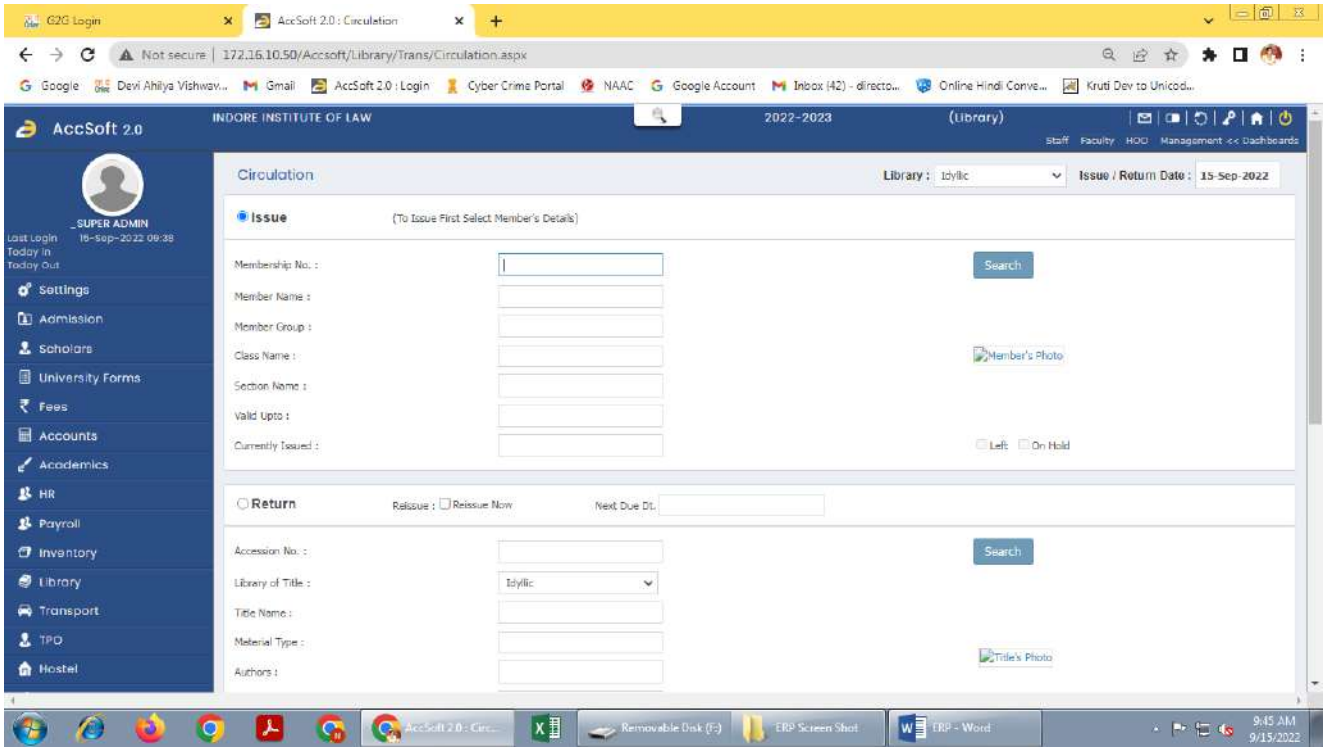 G2G Login
AccSoft 2.0 : Circulation
Not secure | 172.16.10.50/Accsoft/Library/Trans/Circulation.aspx
Google Devi Ahilya Vishwav... Gmail AccSoft 2.0 : Login Cyber Crime Portal NAAC Google Account Inbox (42) - directo... Online Hindi Conve... Kruti Dev to Unicod...
AccSoft 2.0 INDORE INSTITUTE OF LAW 2022-2023 (Library)
Staff Faculty HOD Management << Dashboards
Circulation Library : Idyllic Issue / Return Date : 15-Sep-2022
Issue (To Issue First Select Member's Details)
_SUPER ADMIN
Last Login 15-Sep-2022 09:38
Today In
Today Out
Settings
Admission
Scholars
University Forms
Fees
Accounts
Academics
HR
Payroll
Inventory
Library
Transport
TPO
Hostel
Membership No. : Search
Member Name :
Member Group :
Class Name : Member's Photo
Section Name :
Valid Upto :
Currently Issued : Left On Hold
Return Reissue : Reissue Now Next Due Dt.
Accession No. : Search
Library of Title : Idyllic
Title Name :
Meterial Type :
Title's Photo
Authors :
AccSoft 2.0 : Circ... Removable Disk (F:) ERP Screen Shot ERP - Word
9:45 AM
9/15/2022